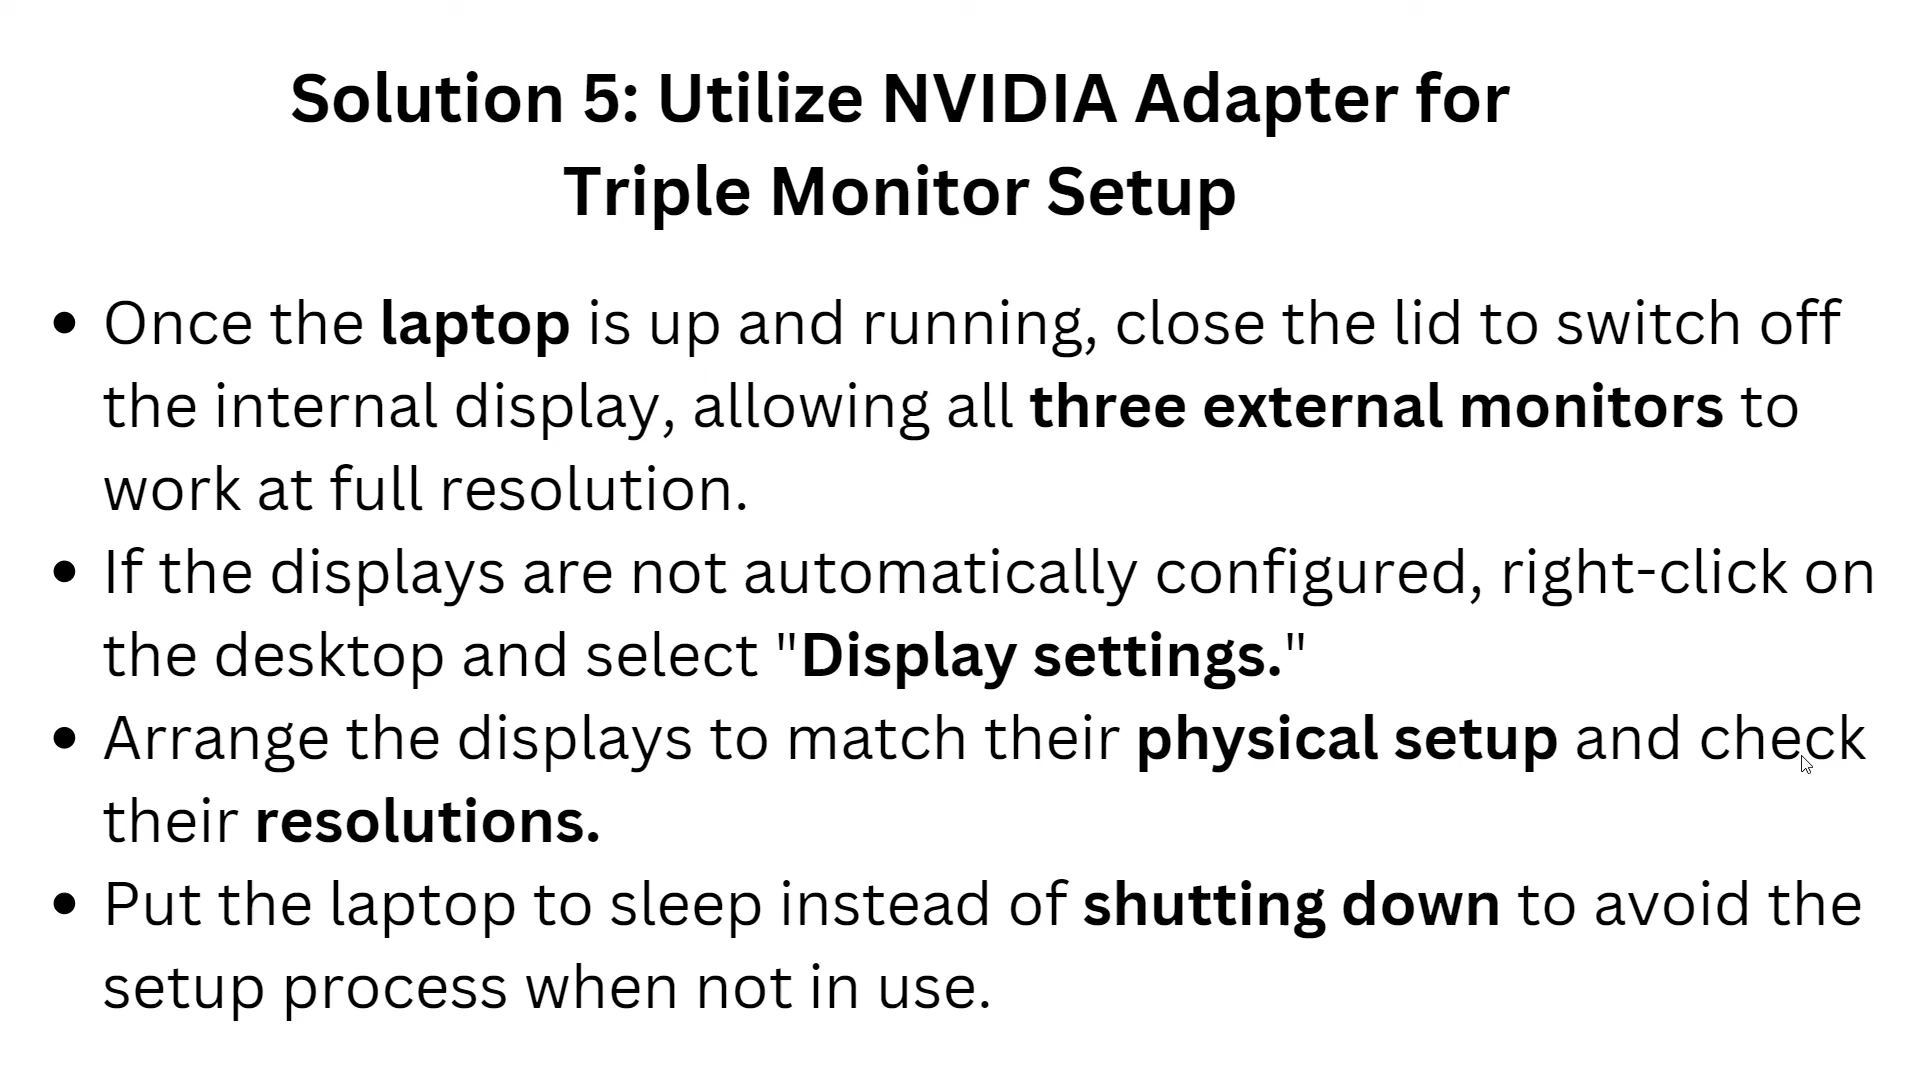 Solution 5: Utilize NVIDIA Adapter for
Triple Monitor Setup
• Once the laptop is up and running, close the lid to switch off
the internal display, allowing all three external monitors to
work at full resolution.
• If the displays are not automatically configured, right-click on
the desktop and select "Display settings."
• Arrange the displays to match their physical setup and check
their resolutions.
• Put the laptop to sleep instead of shutting down to avoid the
setup process when not in use.